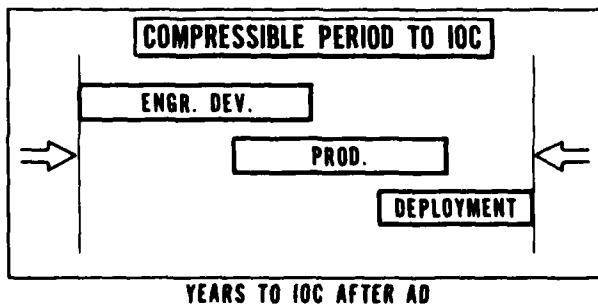 COMPRESSIBLE PERIOD TO IOC
ENGR. DEV.
PROD.
DEPLOYMENT
YEARS TO IOC AFTER AD